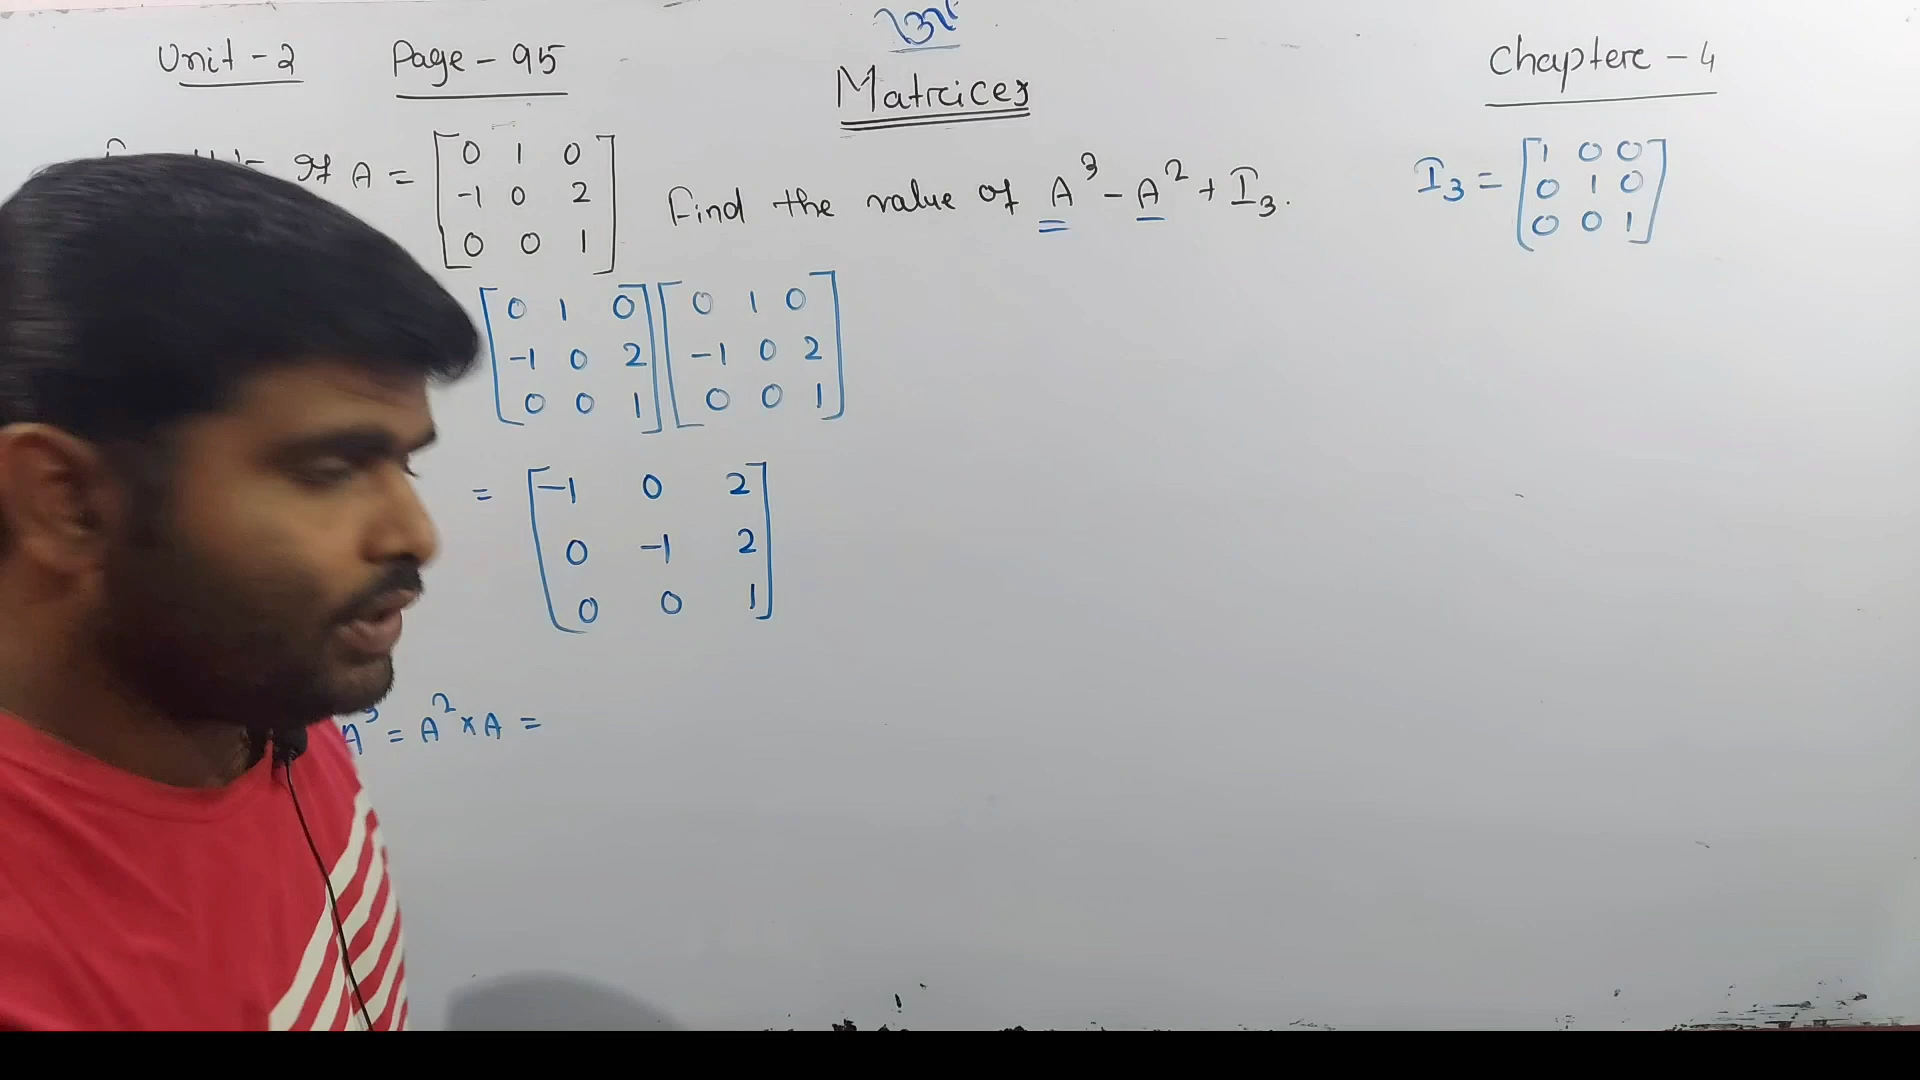 Unit - 2 Page - 95 Matrices Chapter - 4
If A = [0 1 0; -1 0 2; 0 0 1] Find the value of A³ - A² + I₃. I₃ = [1 0 0; 0 1 0; 0 0 1]
[0 1 0; -1 0 2; 0 0 1] [0 1 0; -1 0 2; 0 0 1]
= [-1 0 2; 0 -1 2; 0 0 1]
A³ = A² × A =